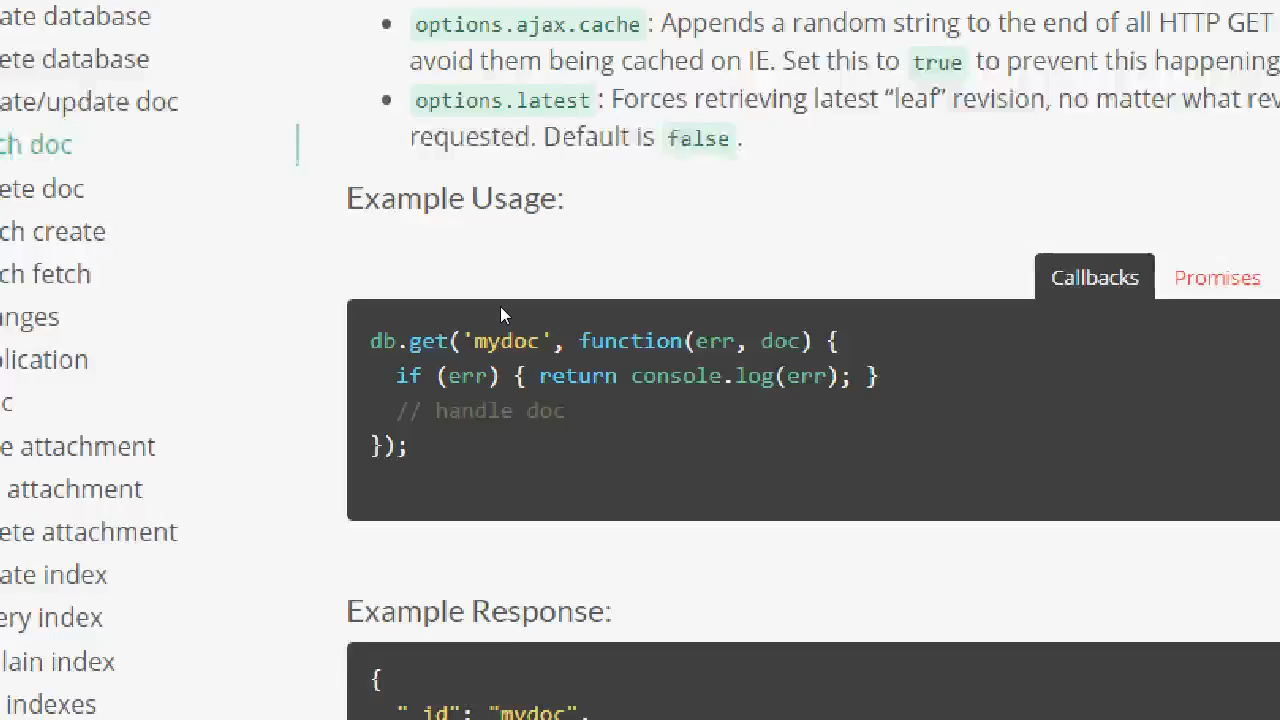 ate database
ete database
ate/update doc
ch doc
ete doc
ch create
ch fetch
anges
lication
c
e attachment
attachment
ete attachment
ate index
ery index
lain index
indexes
options.ajax.cache: Appends a random string to the end of all HTTP GET
avoid them being cached on IE. Set this to true to prevent this happening
options.latest: Forces retrieving latest “leaf” revision, no matter what rev
requested. Default is false.
Example Usage:
Callbacks Promises
db.get('mydoc', function(err, doc) {
if (err) { return console.log(err); }
// handle doc
});
Example Response:
{
"_id": "mydoc",